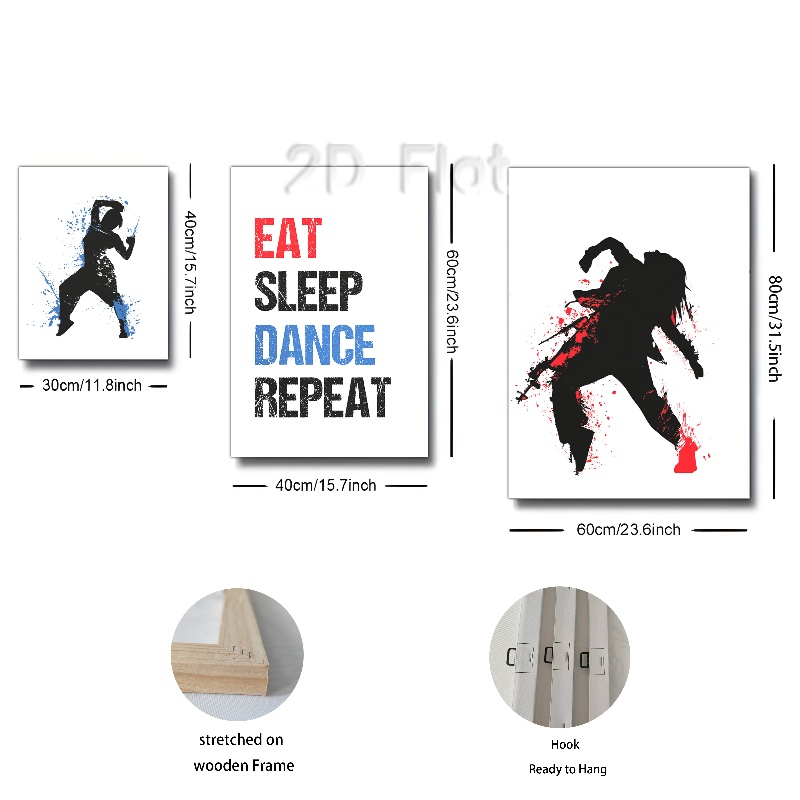 2D Flat
EAT
SLEEP
DANCE
REPEAT
40cm/15.7inch
30cm/11.8inch
60cm/23.6inch
40cm/15.7inch
80cm/31.5inch
60cm/23.6inch
stretched on
wooden Frame
Hook
Ready to Hang